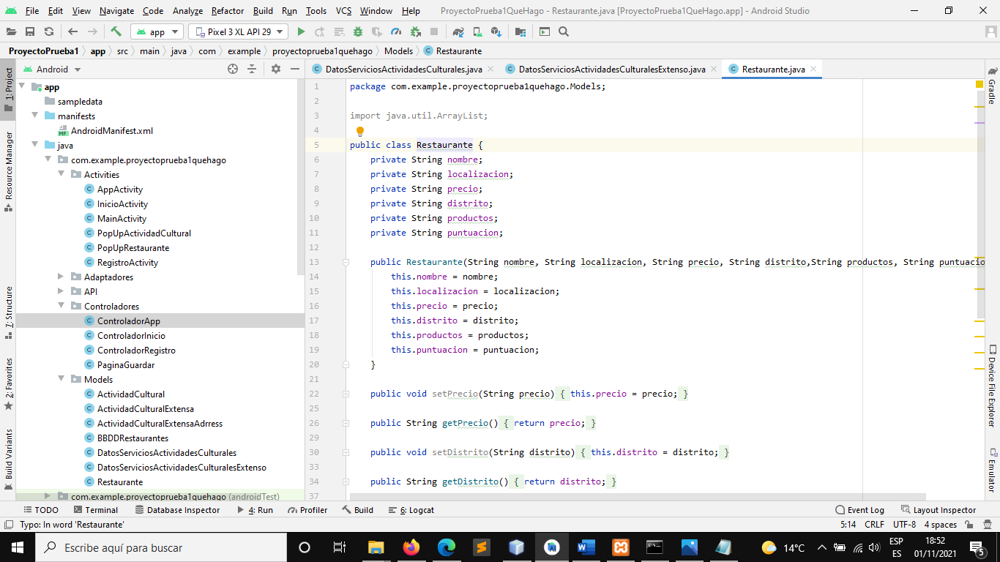 File Edit View Navigate Code Analyze Refactor Build Run Tools VCS Window Help ProyectoPrueba1QueHago - Restaurante.java [ProyectoPrueba1QueHago.app] - Android Studio
app Pixel 3 XL API 29
ProyectoPrueba1 app src main java com example proyectoprueba1quehago Models Restaurante
Android
DatosServiciosActividadesCulturales.java DatosServiciosActividadesCulturalesExtenso.java Restaurante.java
1: Project
Resource Manager
7: Structure
2: Favorites
Build Variants
app
sampledata
manifests
AndroidManifest.xml
java
com.example.proyectoprueba1quehago
Activities
AppActivity
InicioActivity
MainActivity
PopUpActividadCultural
PopUpRestaurante
RegistroActivity
Adaptadores
API
Controladores
ControladorApp
ControladorInicio
ControladorRegistro
PaginaGuardar
Models
ActividadCultural
ActividadCulturalExtensa
ActividadCulturalExtensaAdrress
BBDDRestaurantes
DatosServiciosActividadesCulturales
DatosServiciosActividadesCulturalesExtenso
Restaurante
com.example.proyectoprueba1quehago (androidTest)
1 package com.example.proyectoprueba1quehago.Models;
2
3 import java.util.ArrayList;
4
5 public class Restaurante {
6 private String nombre;
7 private String localizacion;
8 private String precio;
9 private String distrito;
10 private String productos;
11 private String puntuacion;
12
13 public Restaurante(String nombre, String localizacion, String precio, String distrito,String productos, String puntuacio
14 this.nombre = nombre;
15 this.localizacion = localizacion;
16 this.precio = precio;
17 this.distrito = distrito;
18 this.productos = productos;
19 this.puntuacion = puntuacion;
20 }
21
22 public void setPrecio(String precio) { this.precio = precio; }
25
26 public String getPrecio() { return precio; }
29
30 public void setDistrito(String distrito) { this.distrito = distrito; }
33
34 public String getDistrito() { return distrito; }
37
Gradle
Device File Explorer
Emulator
TODO Terminal Database Inspector 4: Run Profiler Build 6: Logcat Event Log Layout Inspector
Typo: In word 'Restaurante' 5:14 CRLF UTF-8 4 spaces
Escribe aquí para buscar
14°C
ESP
ES
18:52
01/11/2021
5